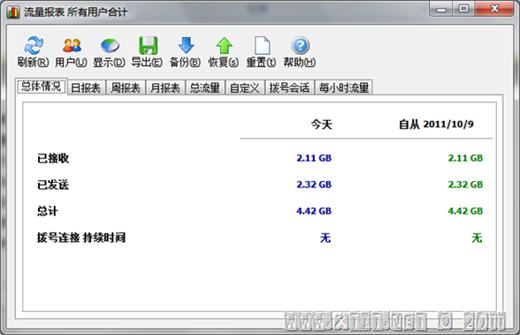 流量报表 所有用户合计
刷新(R) 用户(U) 显示(D) 导出(E) 备份(B) 恢复(S) 重置(T) 帮助(H)
总体情况 日报表 周报表 月报表 总流量 自定义 拨号会话 每小时流量
今天 自从 2011/10/9
已接收 2.11 GB 2.11 GB
已发送 2.32 GB 2.32 GB
总计 4.42 GB 4.42 GB
拨号连接 持续时间 无 无